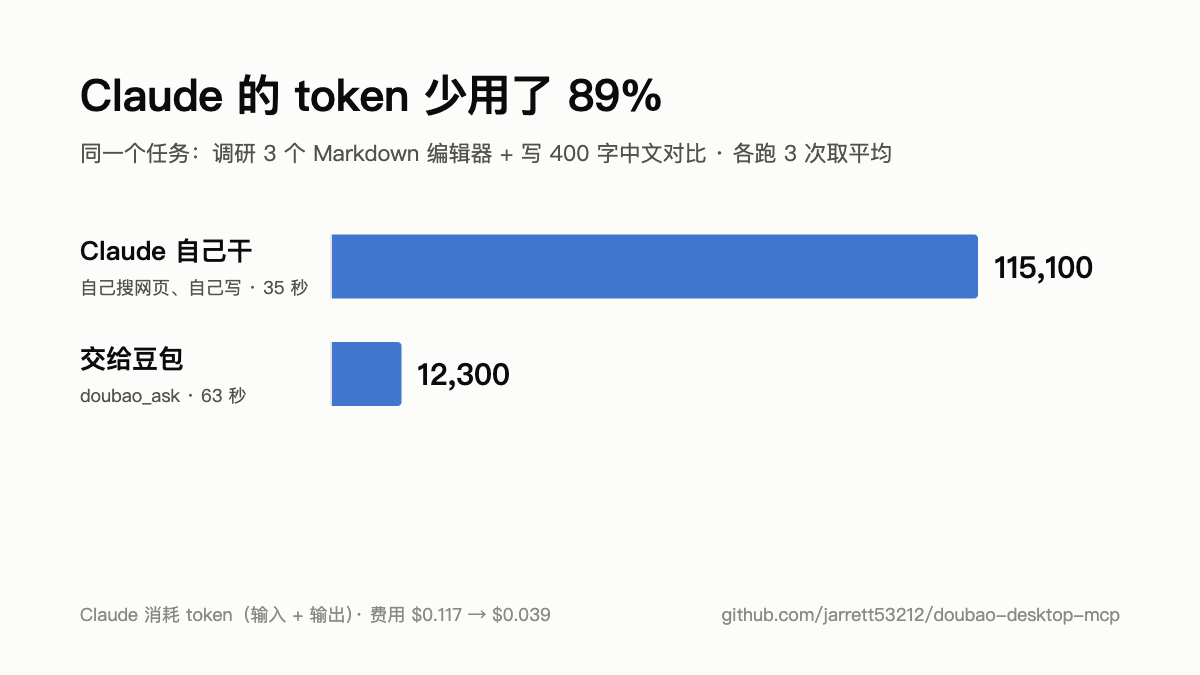 Claude 的 token 少用了 89%
同一个任务：调研 3 个 Markdown 编辑器 + 写 400 字中文对比 · 各跑 3 次取平均
Claude 自己干
自己搜网页、自己写 · 35 秒
115,100
交给豆包
doubao_ask · 63 秒
12,300
Claude 消耗 token（输入 + 输出）· 费用 $0.117 → $0.039
github.com/jarrett53212/doubao-desktop-mcp